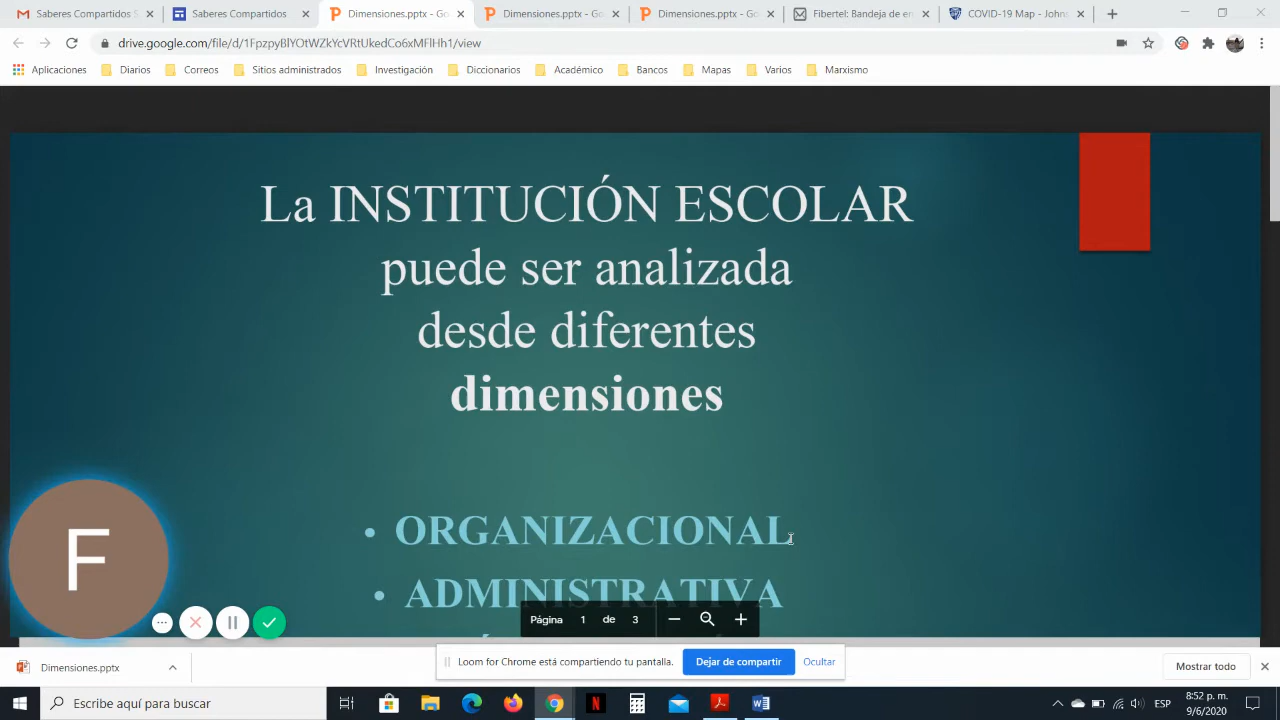 Saberes Compartidos S
Saberes Compartidos
Dimensiones.pptx - Go
Dimensiones.pptx - Go
Dimensiones.pptx - Go
Fibertel: Bandeja de en
COVID-19 Map - Johns
drive.google.com/file/d/1FpzpyBlYOtWZkYcVRtUkedCo6xMFlHh1/view
Aplicaciones
Diarios
Correos
Sitios administrados
Investigación
Diccionarios
Académico
Bancos
Mapas
Varios
Marxismo
La INSTITUCIÓN ESCOLAR
puede ser analizada
desde diferentes
dimensiones
• ORGANIZACIONAL
• ADMINISTRATIVA
F
Página 1 de 3
Loom for Chrome está compartiendo tu pantalla.
Dejar de compartir
Ocultar
Dimensiones.pptx
Mostrar todo
Escribe aquí para buscar
ESP
8:52 p. m.
9/6/2020